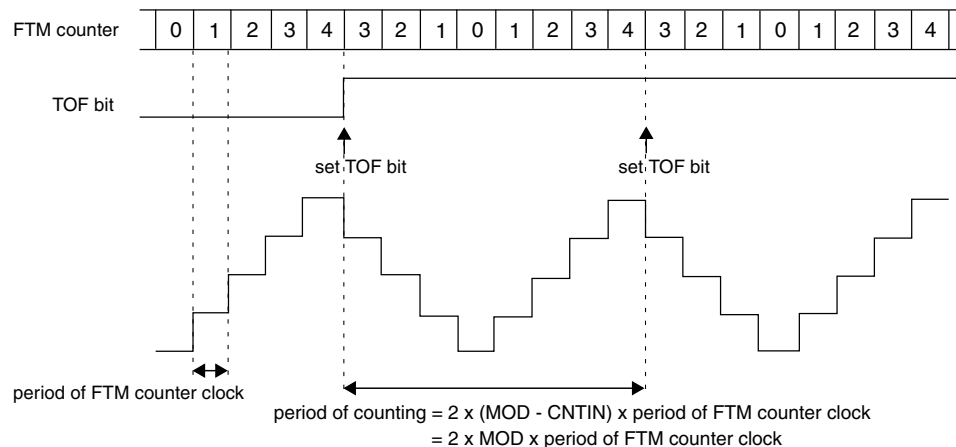 FTM counter 0 1 2 3 4 3 2 1 0 1 2 3 4 3 2 1 0 1 2 3 4
TOF bit
set TOF bit set TOF bit
period of FTM counter clock
period of counting = 2 x (MOD - CNTIN) x period of FTM counter clock
= 2 x MOD x period of FTM counter clock